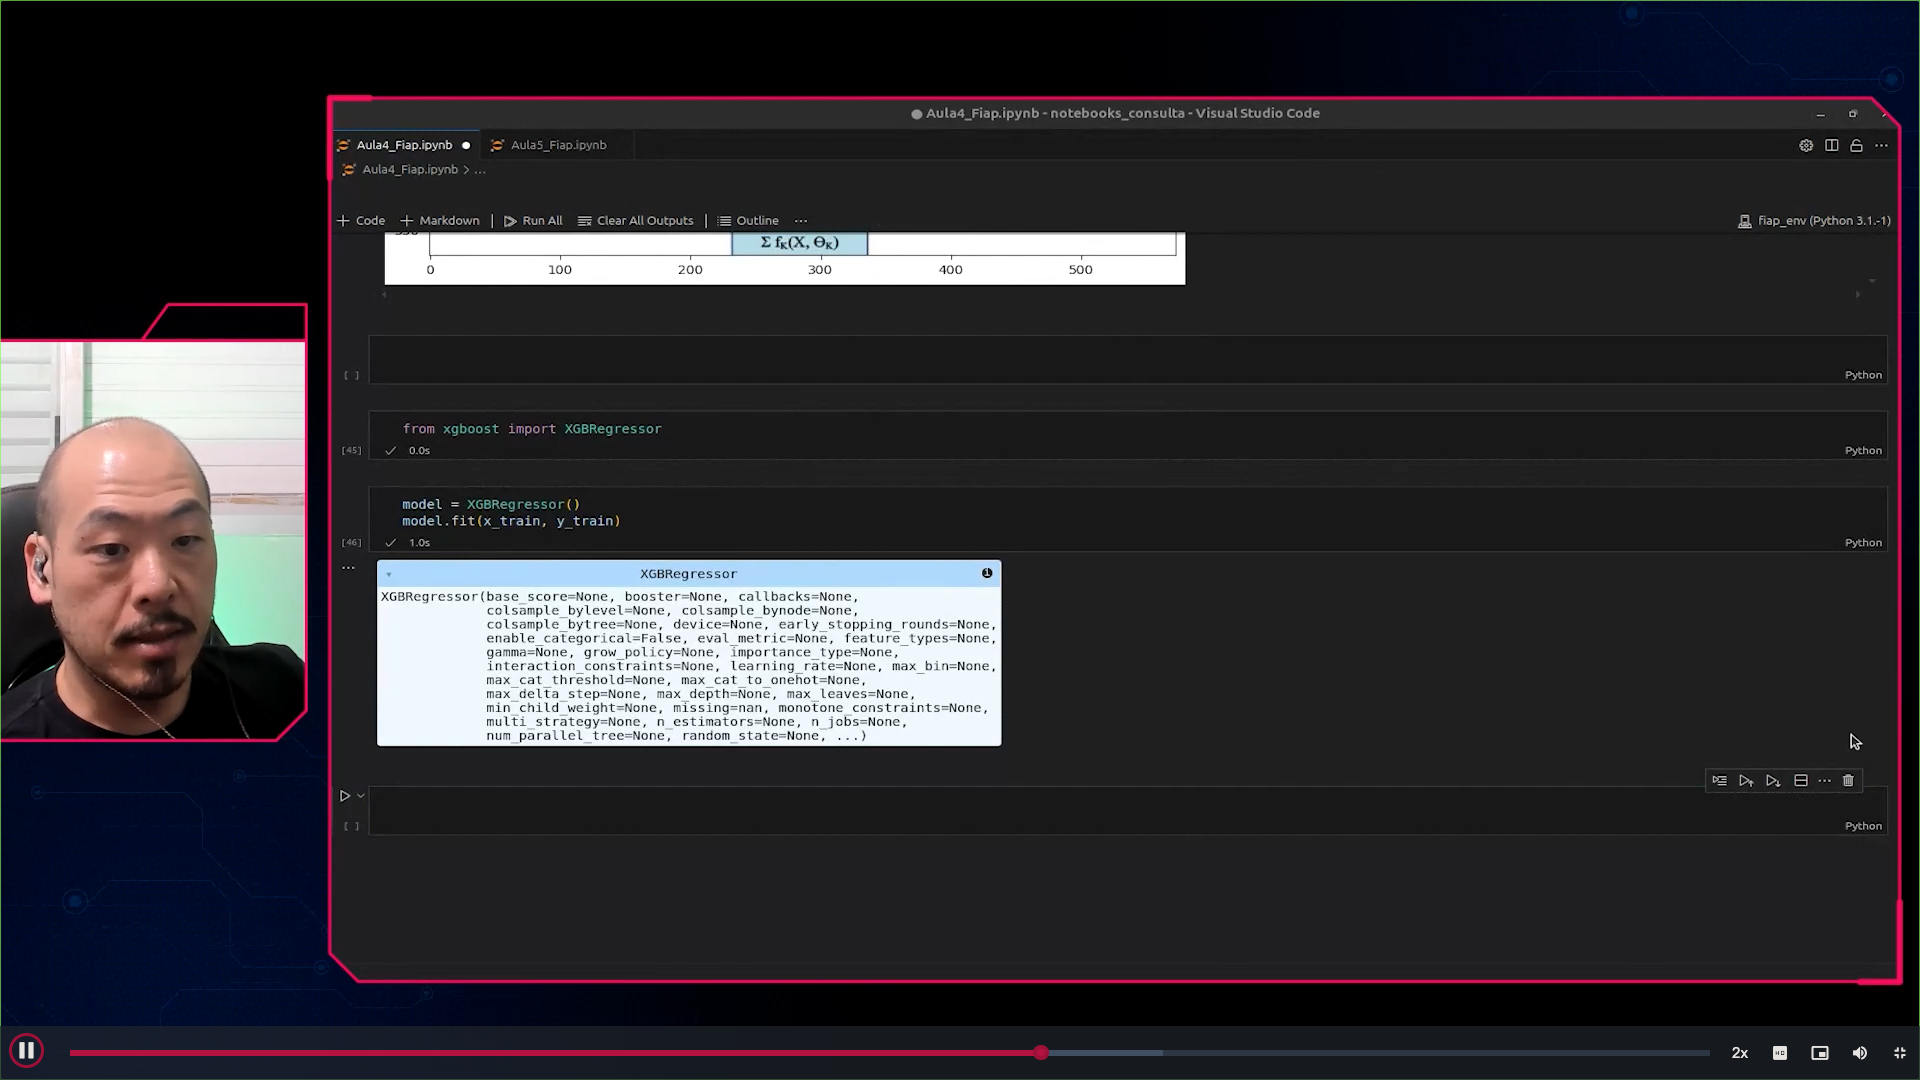 Aula4_Fiap.ipynb - notebooks_consulta - Visual Studio Code
Aula4_Fiap.ipynb
Aula5_Fiap.ipynb
Aula4_Fiap.ipynb > ...
+ Code
+ Markdown
Run All
Clear All Outputs
Outline
...
fiap_env (Python 3.1.-1)
Σ fK(X, ΘK)
0 100 200 300 400 500
[ ]
Python
from xgboost import XGBRegressor
[45]
0.0s
Python
model = XGBRegressor()
model.fit(x_train, y_train)
[46]
1.0s
Python
...
XGBRegressor
XGBRegressor(base_score=None, booster=None, callbacks=None,
colsample_bylevel=None, colsample_bynode=None,
colsample_bytree=None, device=None, early_stopping_rounds=None,
enable_categorical=False, eval_metric=None, feature_types=None,
gamma=None, grow_policy=None, importance_type=None,
interaction_constraints=None, learning_rate=None, max_bin=None,
max_cat_threshold=None, max_cat_to_onehot=None,
max_delta_step=None, max_depth=None, max_leaves=None,
min_child_weight=None, missing=nan, monotone_constraints=None,
multi_strategy=None, n_estimators=None, n_jobs=None,
num_parallel_tree=None, random_state=None, ...)
[ ]
Python
2x
HD